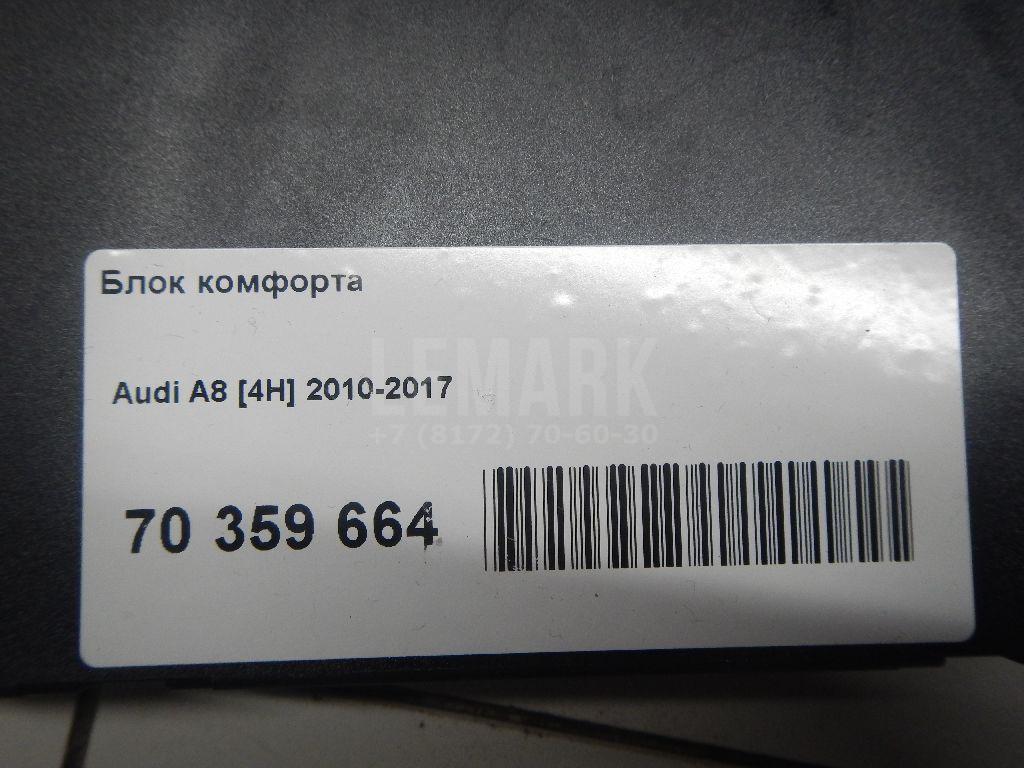 Блок комфорта
LEMARK
Audi A8 [4H] 2010-2017
+7 (8172) 70-60-30
70 359 664